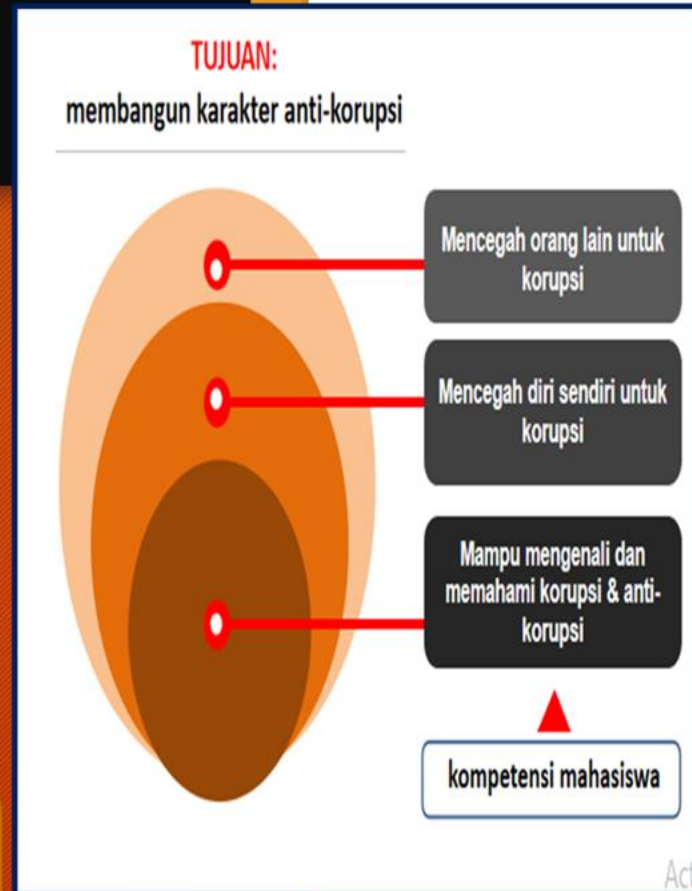 TUJUAN:
membangun karakter anti-korupsi
Mencegah orang lain untuk
korupsi
Mencegah diri sendiri untuk
korupsi
Mampu mengenali dan
memahami korupsi & anti-
korupsi
kompetensi mahasiswa